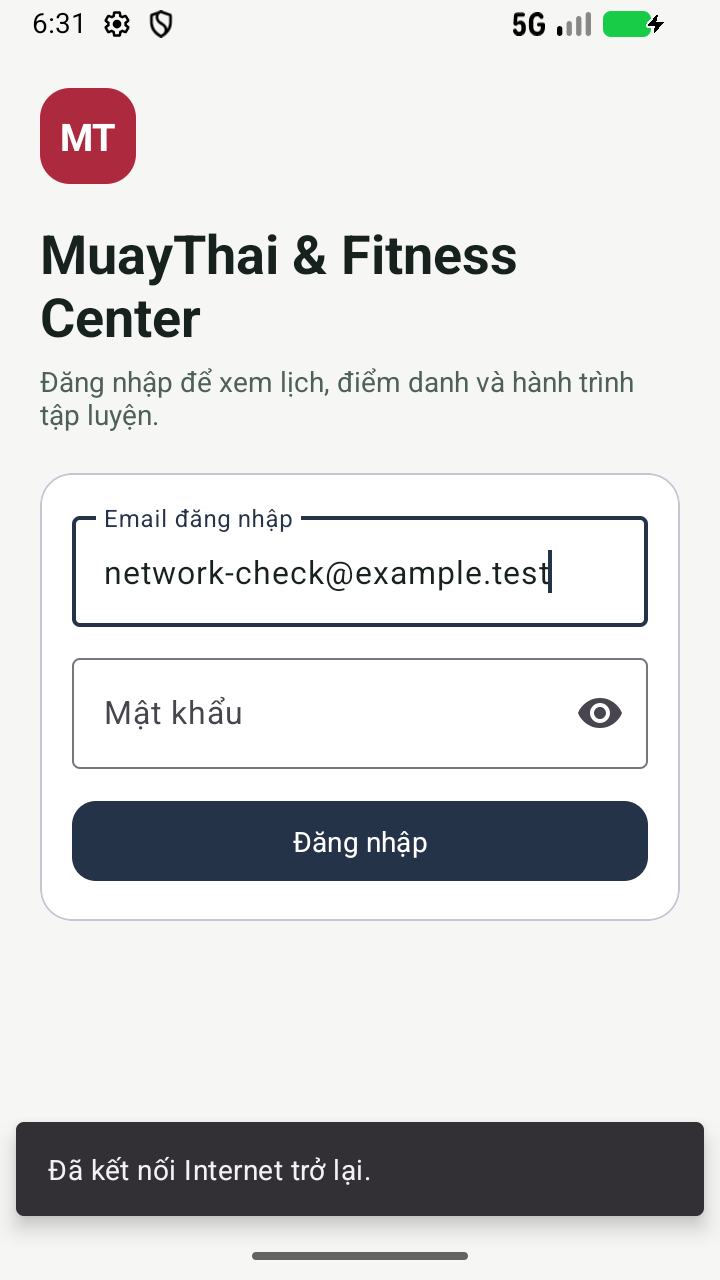 6:31
5G
MT
MuayThai & Fitness
Center
Đăng nhập để xem lịch, điểm danh và hành trình
tập luyện.
Email đăng nhập
network-check@example.test
Mật khẩu
Đăng nhập
Đã kết nối Internet trở lại.